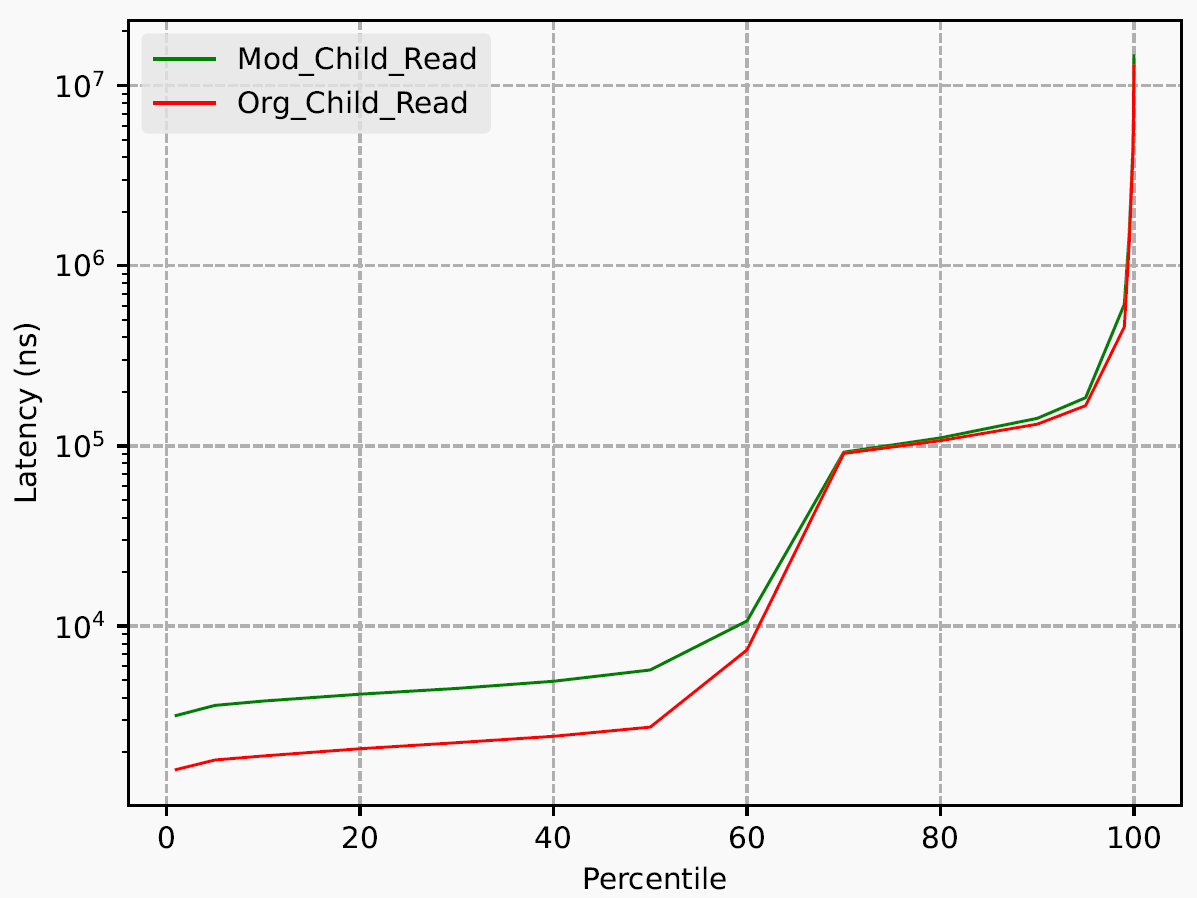 Mod_Child_Read
Org_Child_Read
10⁷
10⁶
10⁵
10⁴
Latency (ns)
0 20 40 60 80 100
Percentile